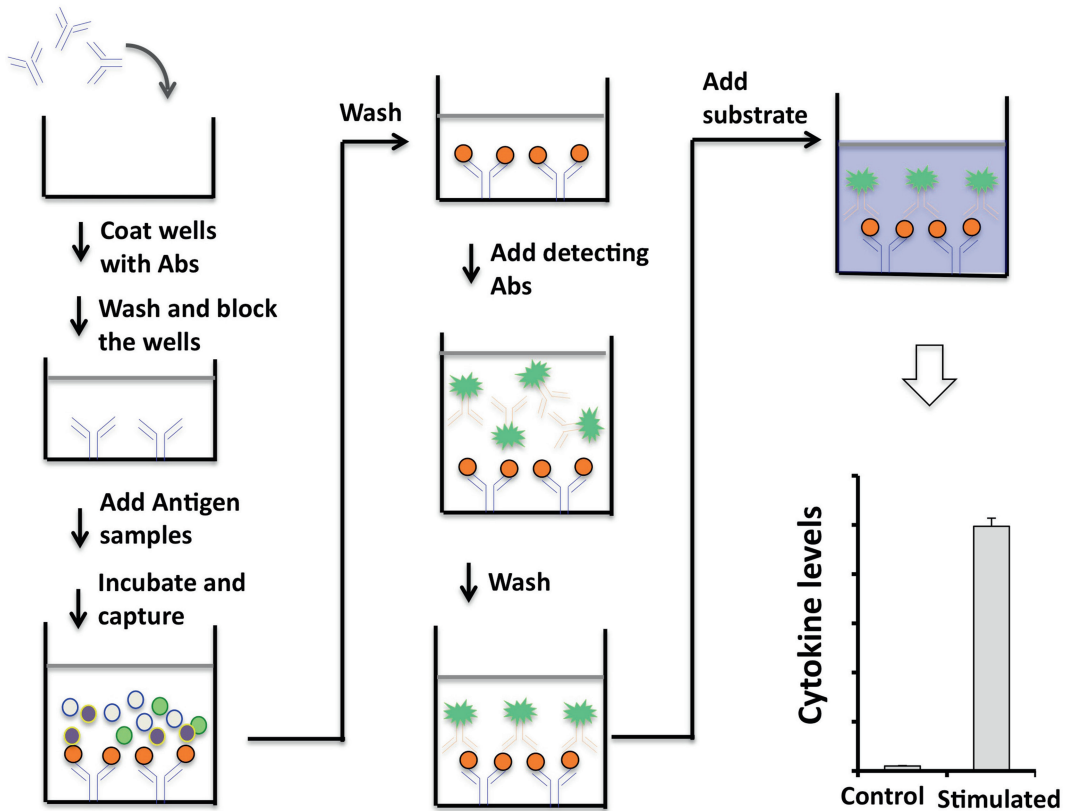 Coat wells
with Abs
Wash and block
the wells
Add Antigen
samples
Incubate and
capture
Wash
Add detecting
Abs
Wash
Add
substrate
Cytokine levels
Control
Stimulated